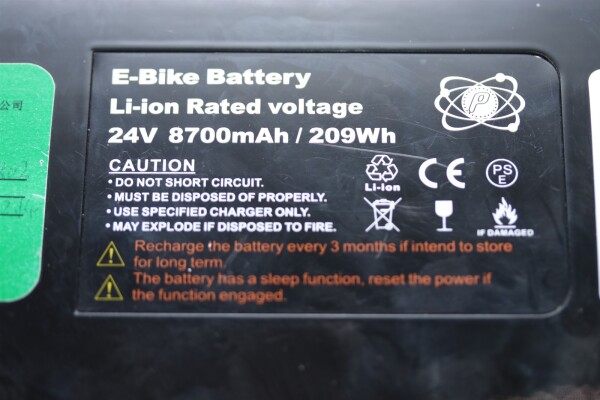 E-Bike Battery
Li-ion Rated voltage
24V 8700mAh / 209Wh
CAUTION
• DO NOT SHORT CIRCUIT.
• MUST BE DISPOSED OF PROPERLY.
• USE SPECIFIED CHARGER ONLY.
• MAY EXPLODE IF DISPOSED TO FIRE.
Recharge the battery every 3 months if intend to store
for long term.
The battery has a sleep function, reset the power if
the function engaged.
P
Li-ion
CE
PS
E
IF DAMAGED
公司